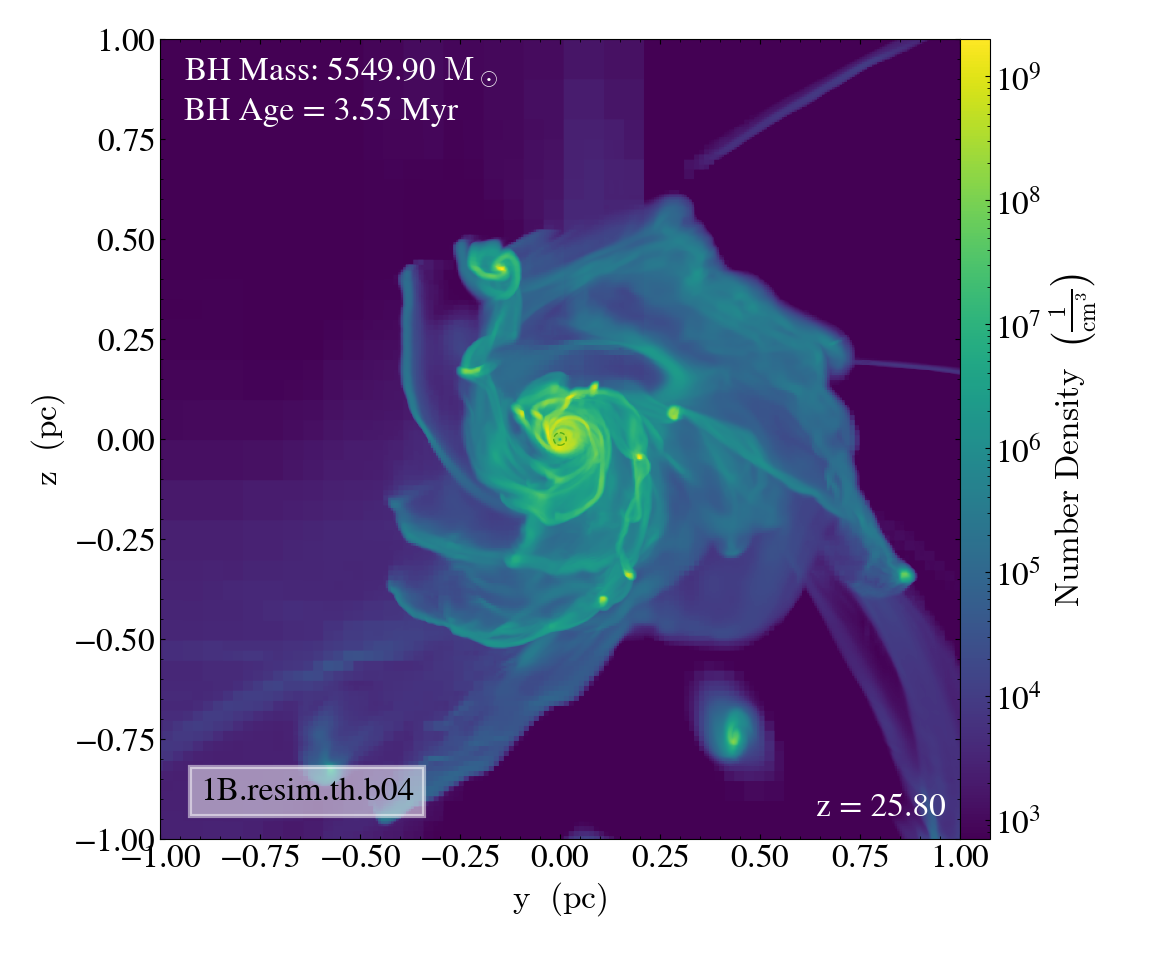 BH Mass: 5549.90 M⊙
BH Age = 3.55 Myr
1B.resim.th.b04
z = 25.80
1.00
0.75
0.50
0.25
0.00
−0.25
−0.50
−0.75
−1.00
z (pc)
−1.00 −0.75 −0.50 −0.25 0.00 0.25 0.50 0.75 1.00
y (pc)
10⁹
10⁸
10⁷
10⁶
10⁵
10⁴
10³
Number Density (1/cm³)